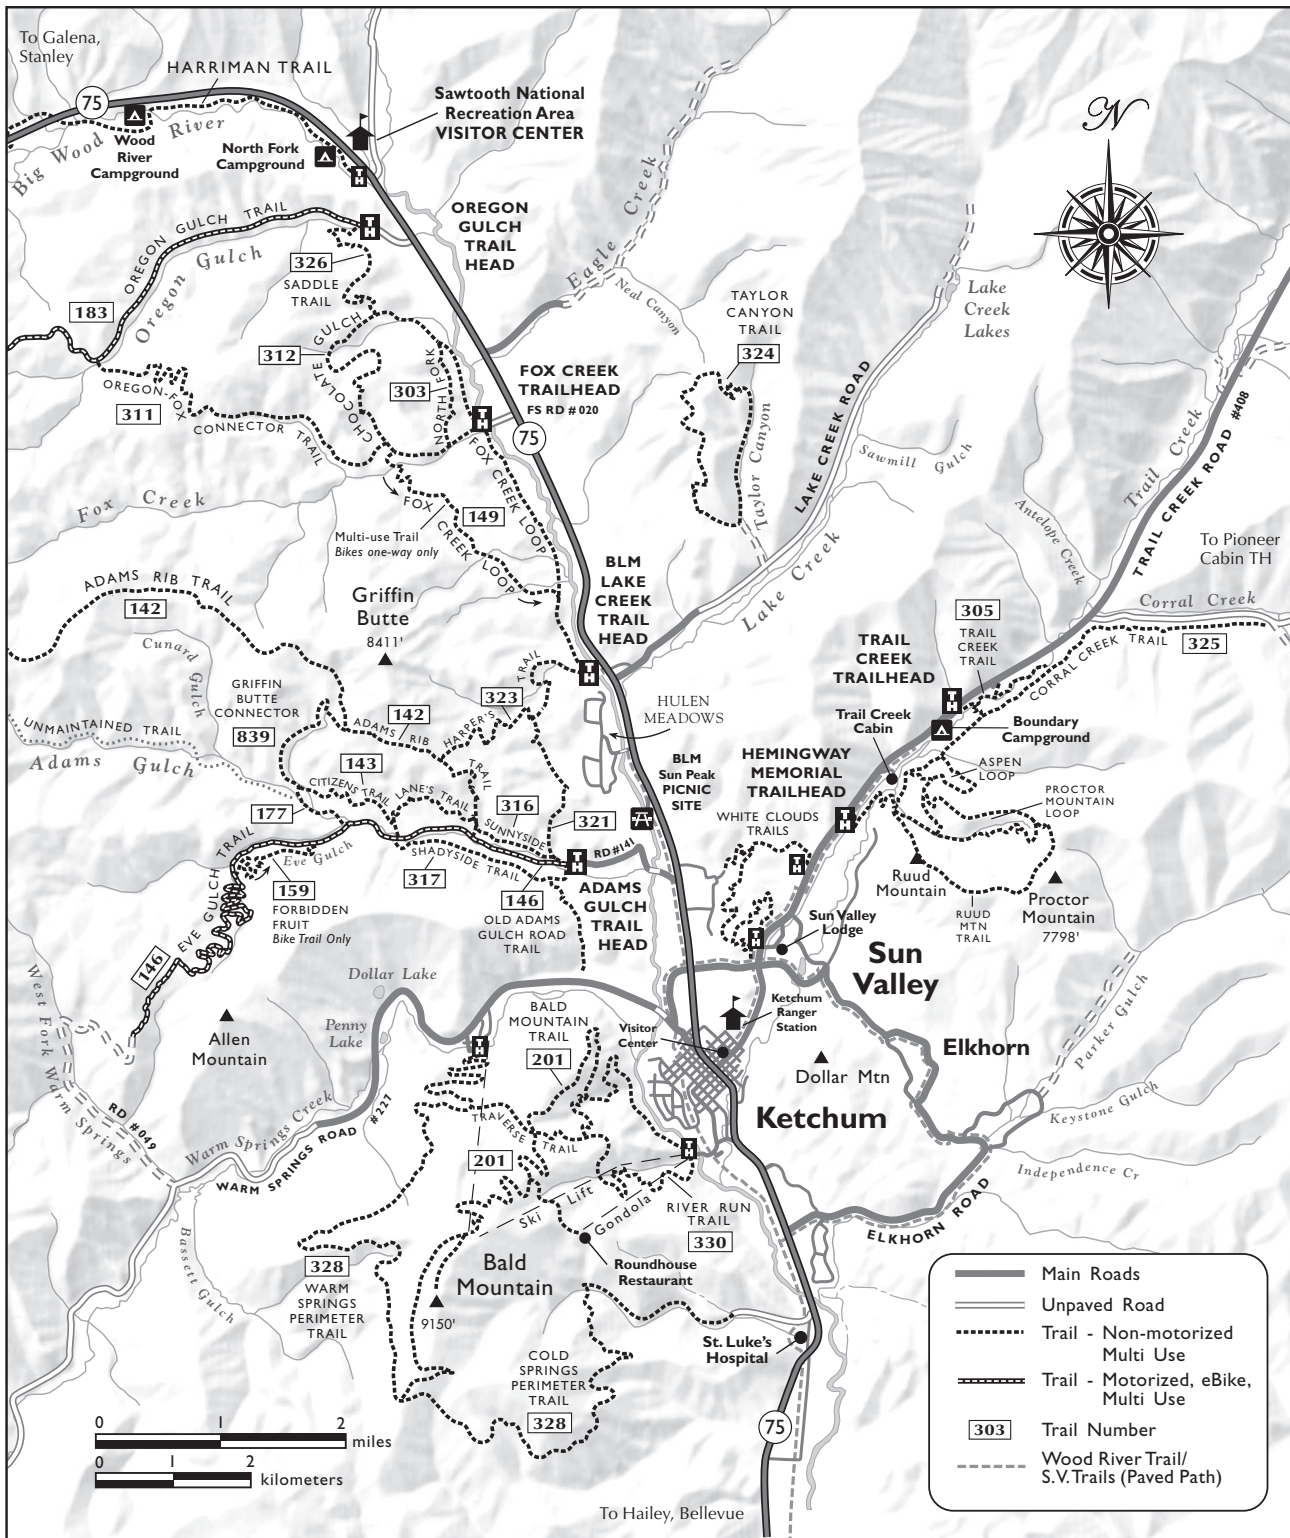 To Galena,
Stanley
HARRIMAN TRAIL
75
Sawtooth National
Recreation Area
VISITOR CENTER
Big Wood River
Wood
River
Campground
North Fork
Campground
T
H
N
OREGON GULCH TRAIL
T
H
OREGON
GULCH
TRAIL
HEAD
Oregon Gulch
326
SADDLE
TRAIL
183
Eagle Creek
Neal Canyon
TAYLOR
CANYON
TRAIL
324
Lake
Creek
Lakes
312
CHOCOLATE GULCH
303
NORTH FORK
FOX CREEK
TRAILHEAD
FS RD # 020
T
H
75
OREGON-FOX
311
CONNECTOR TRAIL
Taylor Canyon
LAKE CREEK ROAD
Sawmill Gulch
TRAIL CREEK ROAD #408
Trail Creek
Antelope Creek
Fox Creek
FOX CREEK LOOP
149
FOX CREEK LOOP
Multi-use Trail
Bikes one-way only
To Pioneer
Cabin TH
ADAMS RIB TRAIL
142
Griffin
Butte
8411'
BLM
LAKE
CREEK
TRAIL
HEAD
T
H
Lake Creek
305
TRAIL
CREEK
TRAIL
Corral Creek
CORRAL CREEK TRAIL
325
TRAIL
CREEK
TRAILHEAD
T
H
Cunard Gulch
GRIFFIN
BUTTE
CONNECTOR
839
323
HARPER'S TRAIL
142
ADAMS RIB TRAIL
HULEN
MEADOWS
Trail Creek
Cabin
Boundary
Campground
UNMAINTAINED TRAIL
Adams Gulch
143
CITIZENS TRAIL
LANE'S TRAIL
BLM
Sun Peak
PICNIC
SITE
HEMINGWAY
MEMORIAL
TRAILHEAD
T
H
ASPEN
LOOP
PROCTOR
MOUNTAIN
LOOP
177
316
SUNNYSIDE
321
RD #141
WHITE CLOUDS
TRAILS
T
H
EVE GULCH TRAIL
Eve Gulch
159
FORBIDDEN
FRUIT
Bike Trail Only
SHADYSIDE TRAIL
317
T
H
146
OLD ADAMS
GULCH ROAD
TRAIL
ADAMS
GULCH
TRAIL
HEAD
Ruud
Mountain
Proctor
Mountain
7798'
RUUD
MTN
TRAIL
146
T
H
Sun Valley
Lodge
Sun
Valley
West Fork Warm Springs
Dollar Lake
Penny
Lake
Allen
Mountain
BALD
MOUNTAIN
TRAIL
201
T
H
Visitor
Center
Ketchum
Ranger
Station
Dollar Mtn
Elkhorn
Parker Gulch
Ketchum
Keystone Gulch
Independence Cr
RD #049
Warm Springs Creek
WARM SPRINGS ROAD #227
TRAVERSE TRAIL
201
T
H
Ski Lift
Gondola
RIVER RUN
TRAIL
330
ELKHORN ROAD
Bassett Gulch
328
WARM
SPRINGS
PERIMETER
TRAIL
Bald
Mountain
9150'
Roundhouse
Restaurant
St. Luke's
Hospital
COLD
SPRINGS
PERIMETER
TRAIL
328
75
Main Roads
Unpaved Road
Trail - Non-motorized
Multi Use
Trail - Motorized, eBike,
Multi Use
303 Trail Number
Wood River Trail/
S.V. Trails (Paved Path)
0 1 2
miles
0 1 2
kilometers
To Hailey, Bellevue